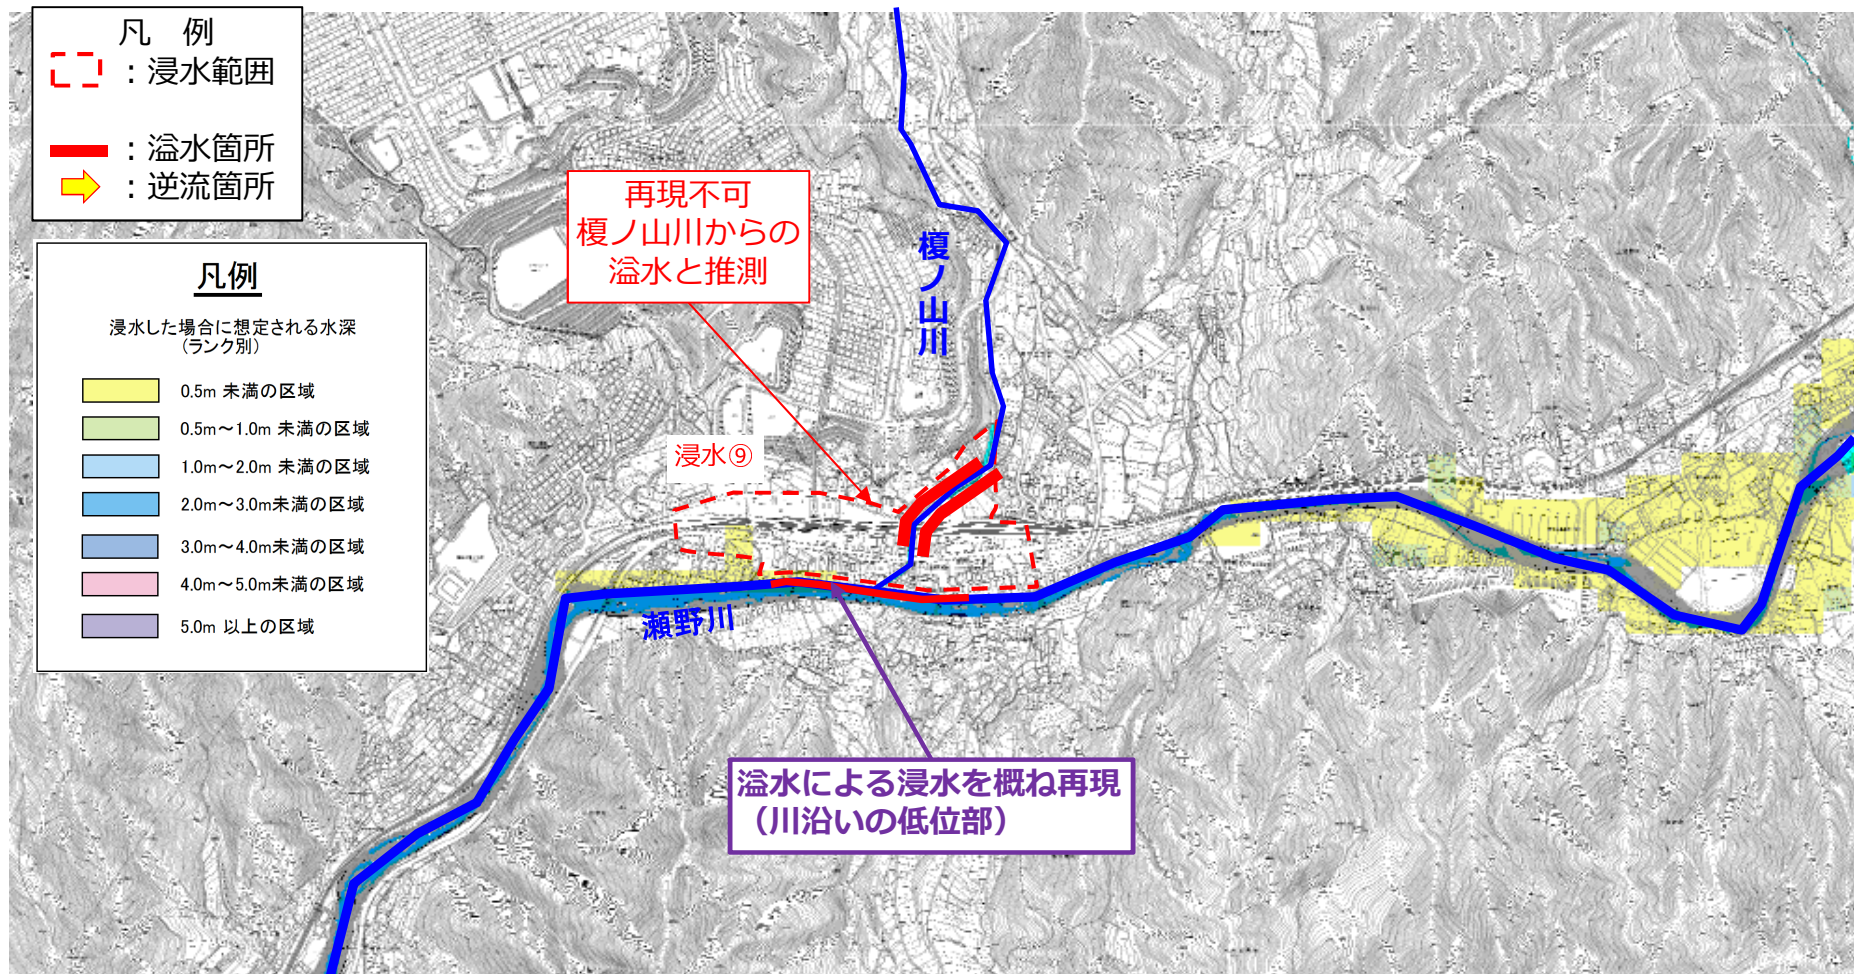 凡 例
：浸水範囲
：溢水箇所
：逆流箇所
凡例
浸水した場合に想定される水深
(ランク別)
0.5m 未満の区域
0.5m～1.0m 未満の区域
1.0m～2.0m 未満の区域
2.0m～3.0m未満の区域
3.0m～4.0m未満の区域
4.0m～5.0m未満の区域
5.0m 以上の区域
再現不可
榎ノ山川からの
溢水と推測
榎ノ山川
浸水⑨
瀬野川
溢水による浸水を概ね再現
（川沿いの低位部）